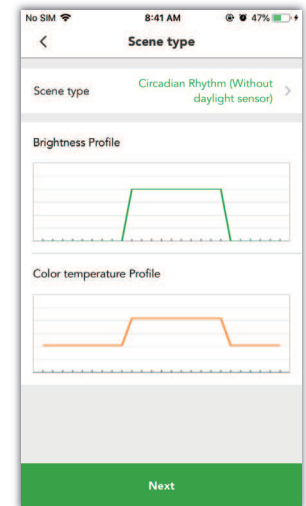 No SIM 8:41 AM 47%
Scene type
Scene type Circadian Rhythm (Without
daylight sensor)
Brightness Profile
Color temperature Profile
Next